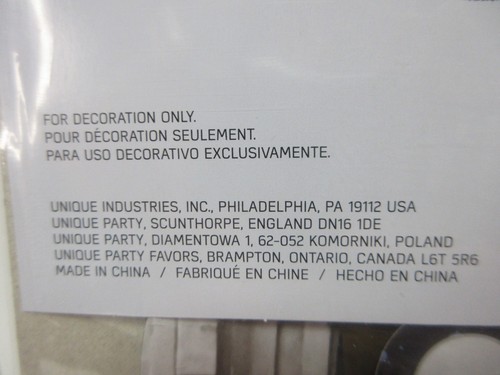 FOR DECORATION ONLY.
POUR DÉCORATION SEULEMENT.
PARA USO DECORATIVO EXCLUSIVAMENTE.
UNIQUE INDUSTRIES, INC., PHILADELPHIA, PA 19112 USA
UNIQUE PARTY, SCUNTHORPE, ENGLAND DN16 1DE
UNIQUE PARTY, DIAMENTOWA 1, 62-052 KOMORNIKI, POLAND
UNIQUE PARTY FAVORS, BRAMPTON, ONTARIO, CANADA L6T 5R6
MADE IN CHINA / FABRIQUÉ EN CHINE / HECHO EN CHINA